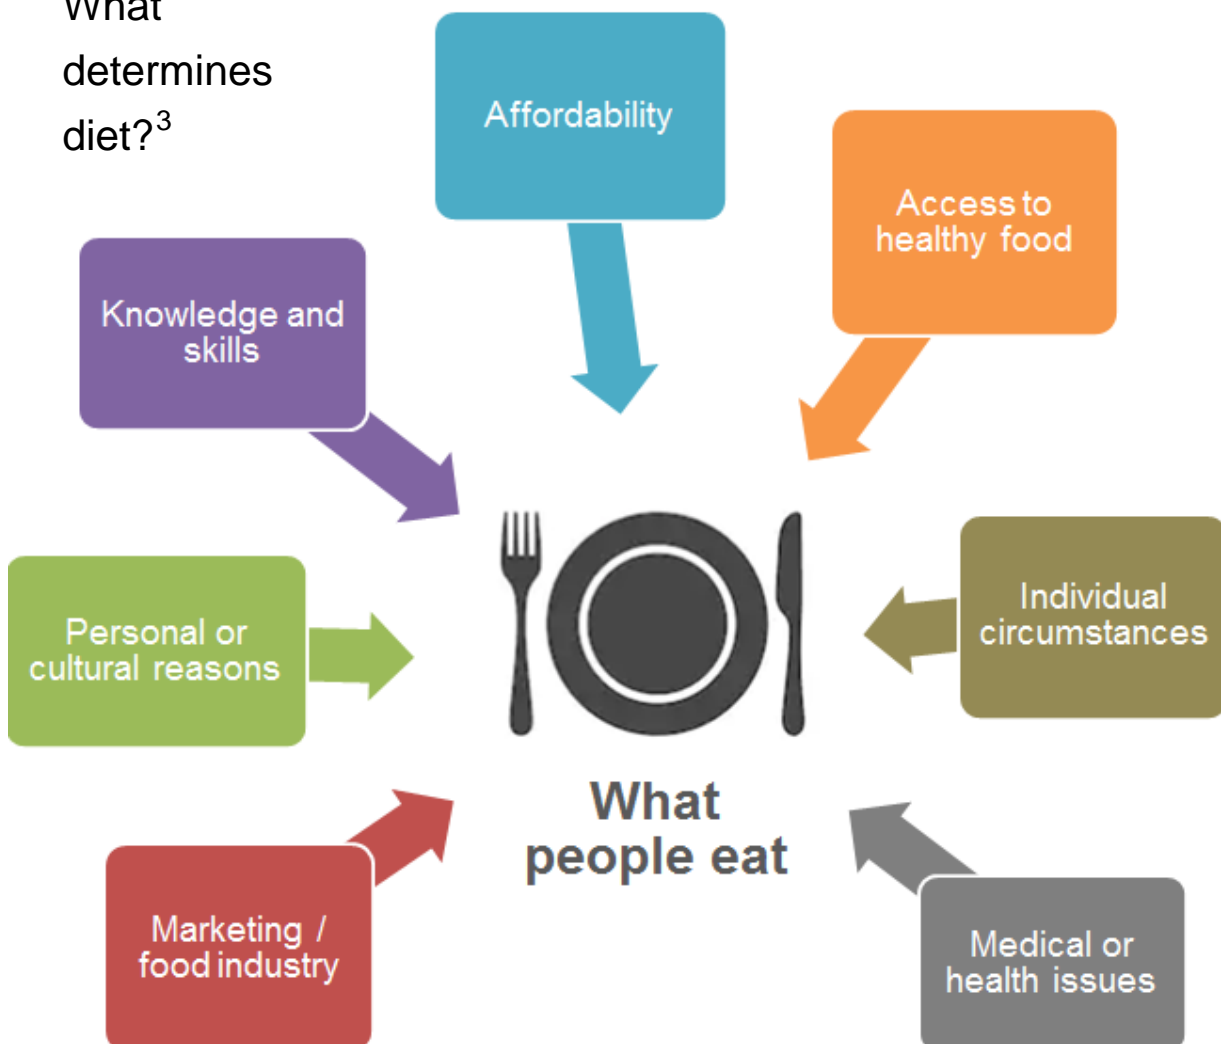 What
determines
diet?3
Affordability
Access to
healthy food
Knowledge and
skills
Individual
circumstances
Personal or
cultural reasons
What
people eat
Marketing /
food industry
Medical or
health issues